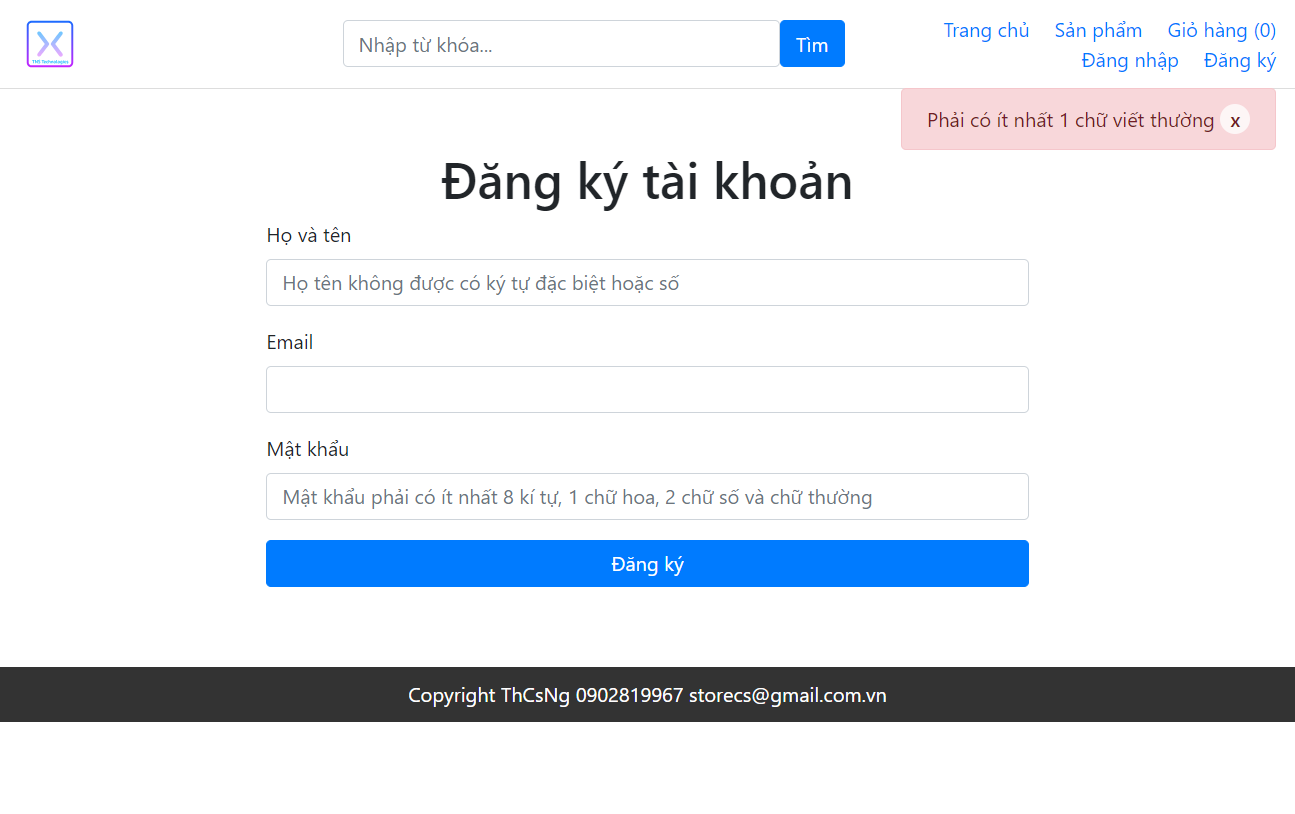 TNS Technologies
Nhập từ khóa...
Tìm
Trang chủ Sản phẩm Giỏ hàng (0)
Đăng nhập Đăng ký
Phải có ít nhất 1 chữ viết thường x
Đăng ký tài khoản
Họ và tên
Họ tên không được có ký tự đặc biệt hoặc số
Email
Mật khẩu
Mật khẩu phải có ít nhất 8 kí tự, 1 chữ hoa, 2 chữ số và chữ thường
Đăng ký
Copyright ThCsNg 0902819967 storecs@gmail.com.vn